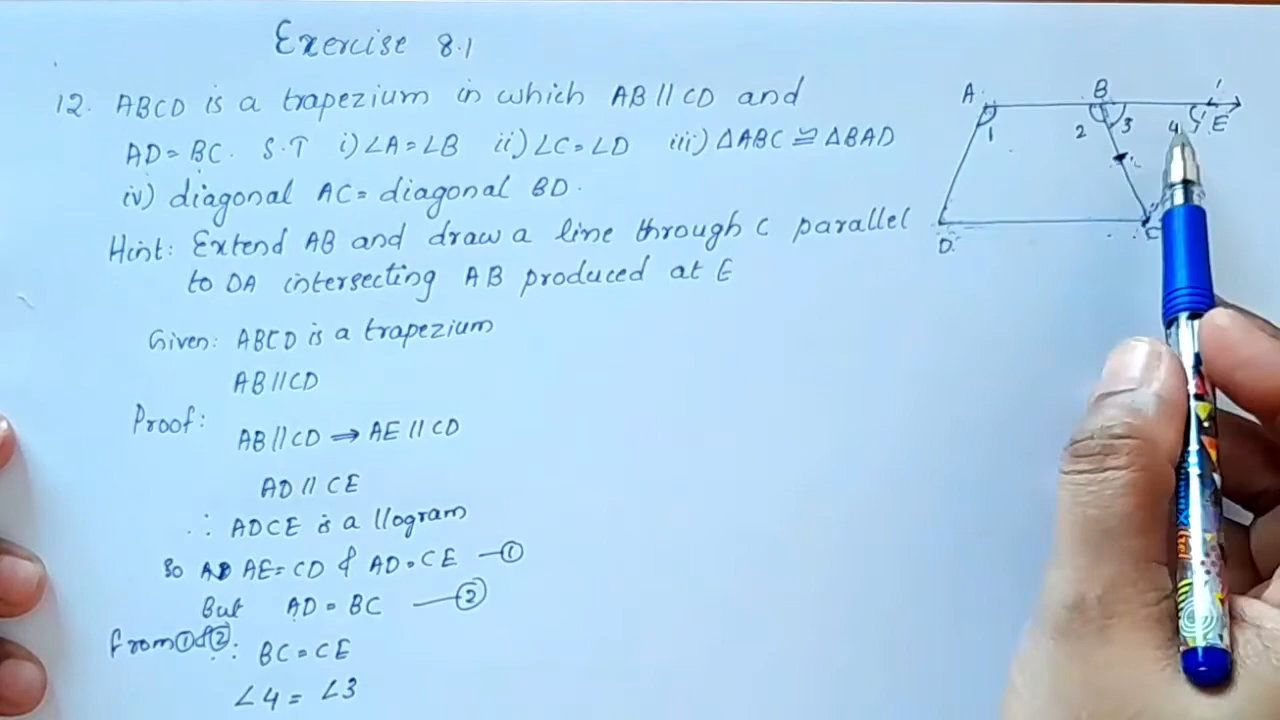 Exercise 8.1
12. ABCD is a trapezium in which AB // CD and
AD = BC. S.T i) ∠A = ∠B ii) ∠C = ∠D iii) ΔABC ≅ ΔBAD
iv) diagonal AC = diagonal BD.
Hint: Extend AB and draw a line through C parallel
to DA intersecting AB produced at E
A B E
1 2 3 4
D C
Given: ABCD is a trapezium
AB // CD
Proof:
AB // CD ⇒ AE // CD
AD // CE
∴ ADCE is a llogram
So AE = CD & AD = CE —①
But AD = BC —②
from ① & ② : BC = CE
∠4 = ∠3